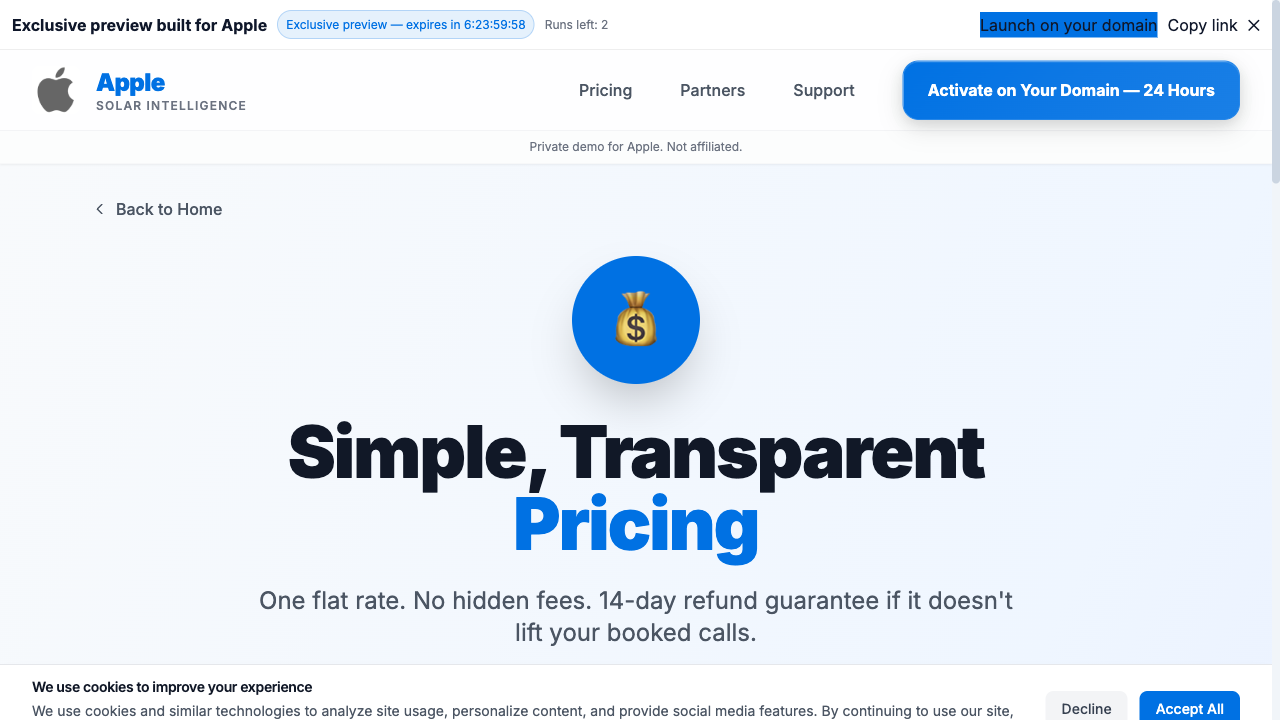 Exclusive preview built for Apple
Exclusive preview — expires in 6:23:59:58
Runs left: 2
Launch on your domain
Copy link
Apple
SOLAR INTELLIGENCE
Pricing
Partners
Support
Activate on Your Domain — 24 Hours
Private demo for Apple. Not affiliated.
Back to Home
Simple, Transparent
Pricing
One flat rate. No hidden fees. 14-day refund guarantee if it doesn't
lift your booked calls.
We use cookies to improve your experience
We use cookies and similar technologies to analyze site usage, personalize content, and provide social media features. By continuing to use our site,
Decline
Accept All